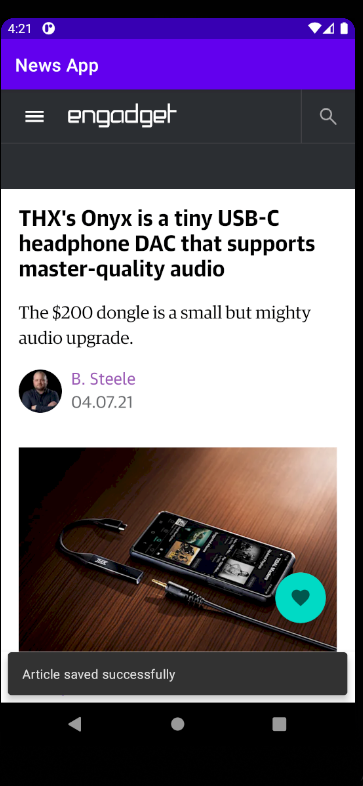 4:21
News App
engadget
THX's Onyx is a tiny USB-C
headphone DAC that supports
master-quality audio
The $200 dongle is a small but mighty
audio upgrade.
B. Steele
04.07.21
Article saved successfully